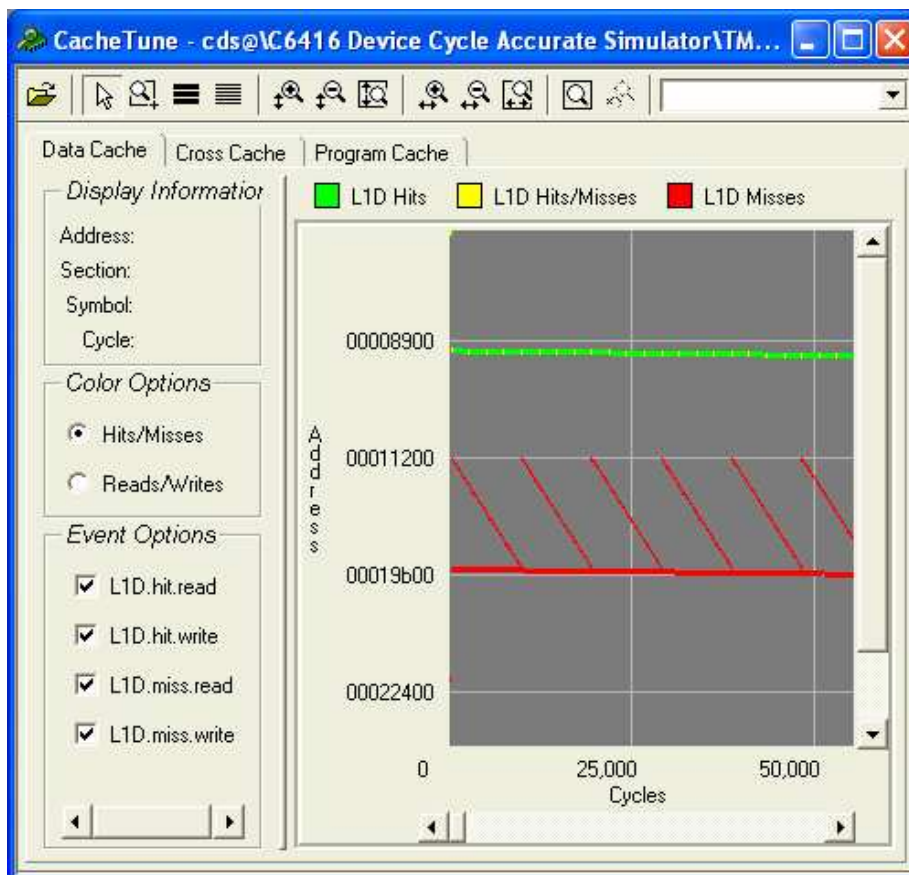 CacheTune - cds@\C6416 Device Cycle Accurate Simulator\TM...
Data Cache
Cross Cache
Program Cache
Display Information
Address:
Section:
Symbol:
Cycle:
Color Options
Hits/Misses
Reads/Writes
Event Options
L1D.hit.read
L1D.hit.write
L1D.miss.read
L1D.miss.write
L1D Hits
L1D Hits/Misses
L1D Misses
Address
00008900
00011200
00019b00
00022400
0
25,000
50,000
Cycles